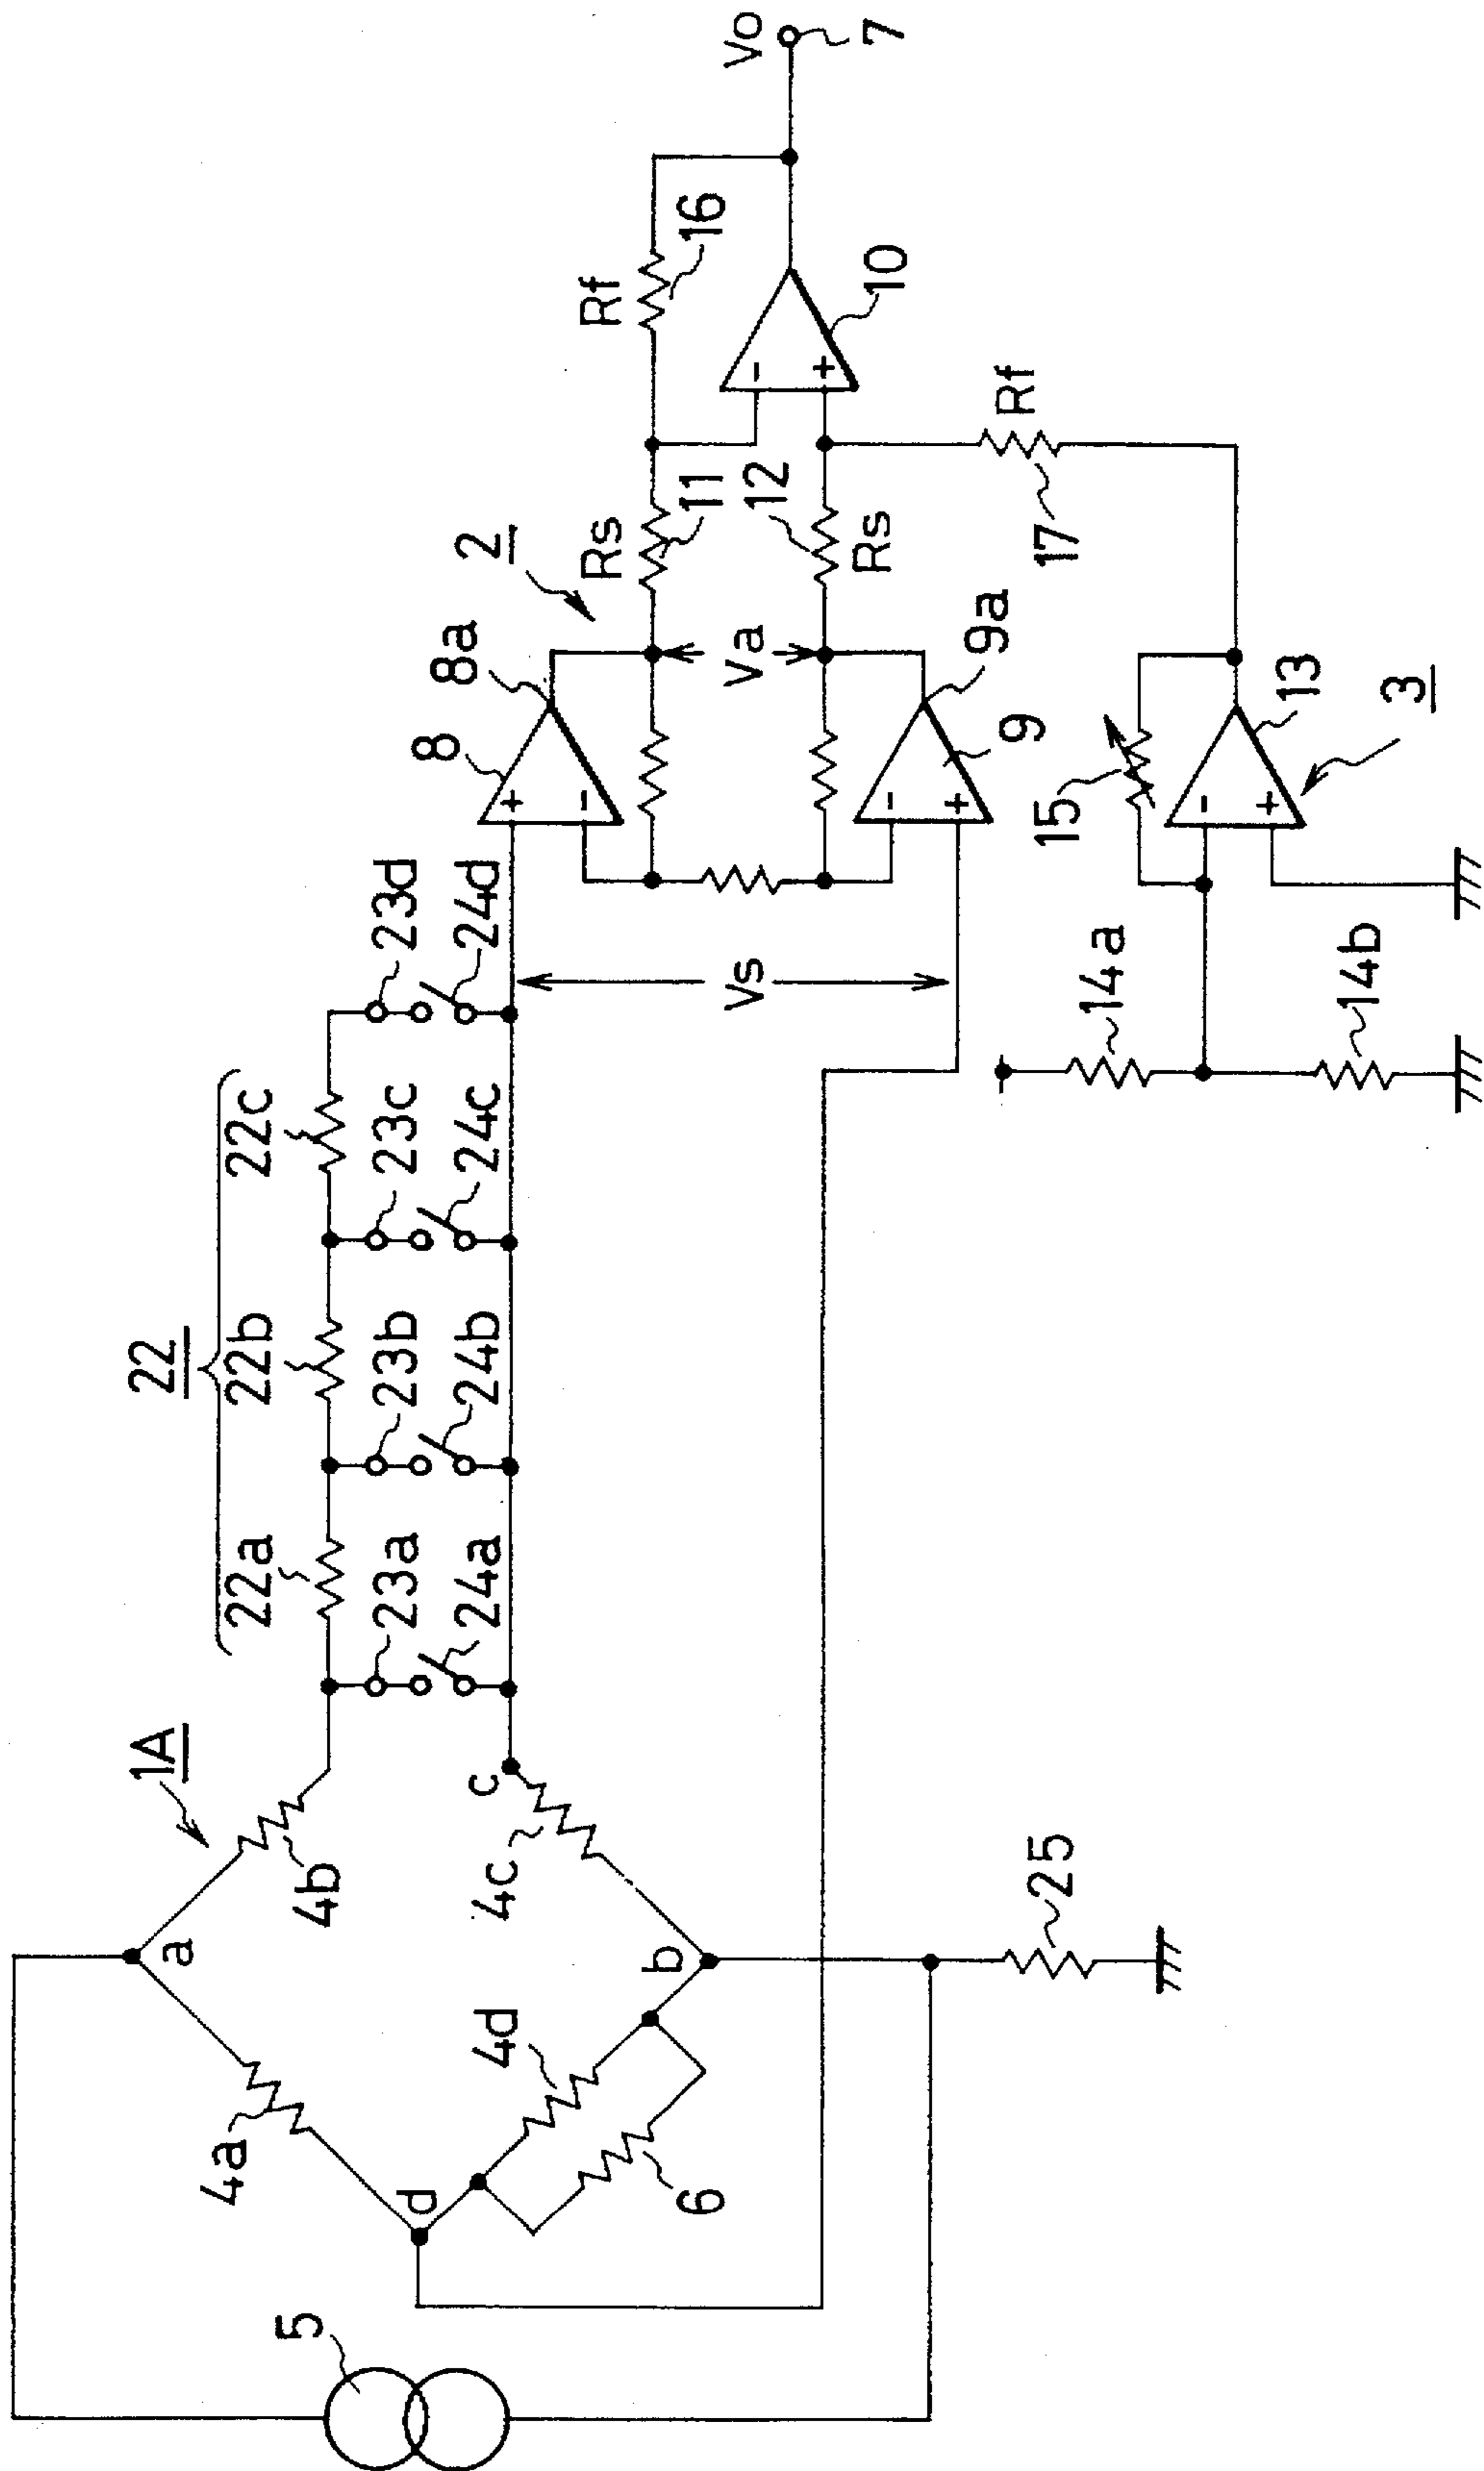 1A
22
22a
22b
22c
23a
23b
23c
23d
24a
24b
24c
24d
4b
a
4a
4c
c
d
4d
b
6
5
25
Vs
8
8a
+
-
2
Rs
11
Va
12
Rs
9
9a
-
+
Rf
16
-
+
10
Vo
7
Rf
17
14a
14b
15
-
+
13
3